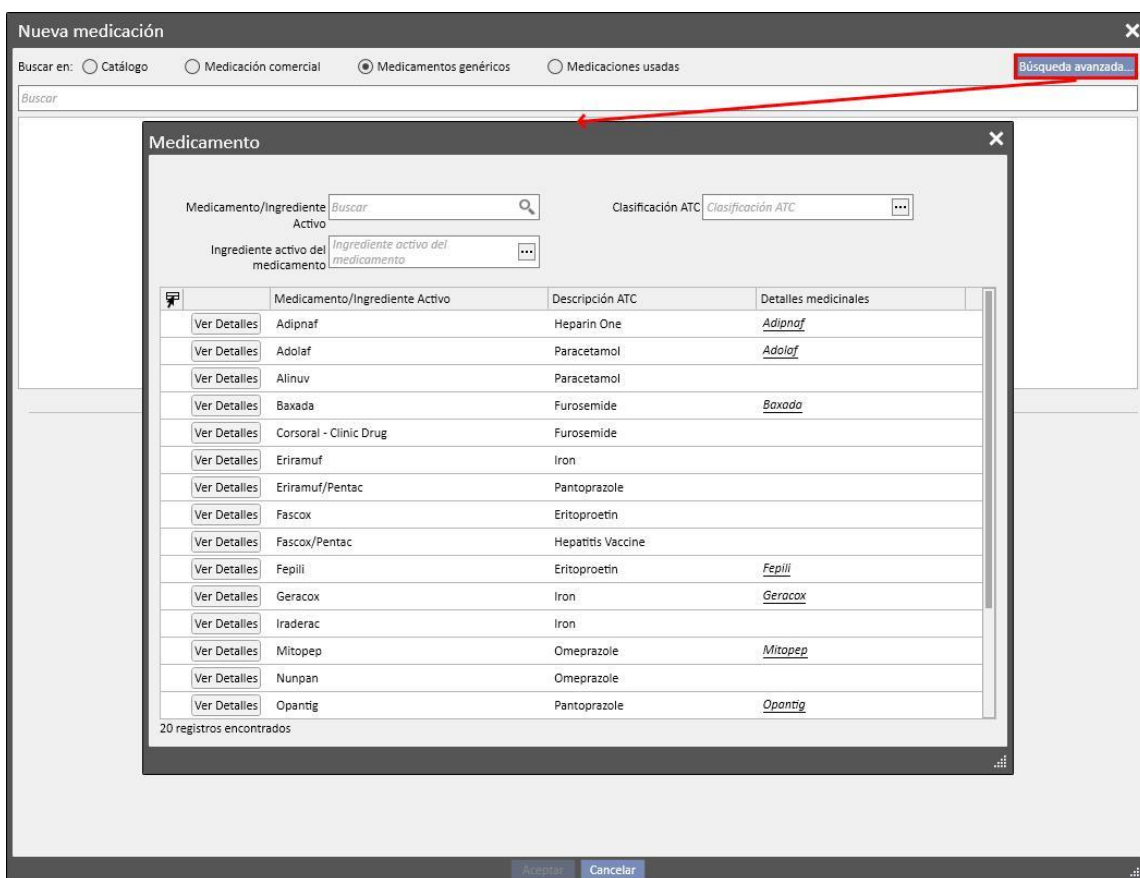 Nueva medicación
Buscar en: Catálogo Medicación comercial Medicamentos genéricos Medicaciones usadas Búsqueda avanzada...
Buscar
Medicamento
Medicamento/Ingrediente Activo Buscar Clasificación ATC Clasificación ATC
Ingrediente activo del medicamento Ingrediente activo del medicamento
Medicamento/Ingrediente Activo Descripción ATC Detalles medicinales
Ver Detalles Adipnaf Heparin One Adipnaf
Ver Detalles Adolaf Paracetamol Adolaf
Ver Detalles Alinuv Paracetamol
Ver Detalles Baxada Furosemide Baxada
Ver Detalles Corsoral - Clinic Drug Furosemide
Ver Detalles Eriramuf Iron
Ver Detalles Eriramuf/Pentac Pantoprazole
Ver Detalles Fascox Eritoproetin
Ver Detalles Fascox/Pentac Hepatitis Vaccine
Ver Detalles Fepili Eritoproetin Fepili
Ver Detalles Geracox Iron Geracox
Ver Detalles Iraderac Iron
Ver Detalles Mitopep Omeprazole Mitopep
Ver Detalles Nunpan Omeprazole
Ver Detalles Opantig Pantoprazole Opantig
20 registros encontrados
Aceptar Cancelar